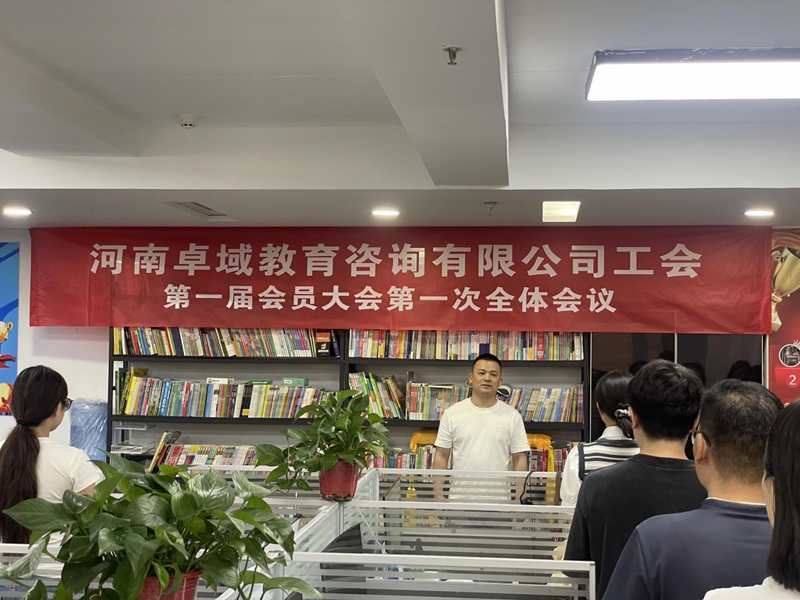 河南卓域教育咨询有限公司工会
第一届会员大会第一次全体会议